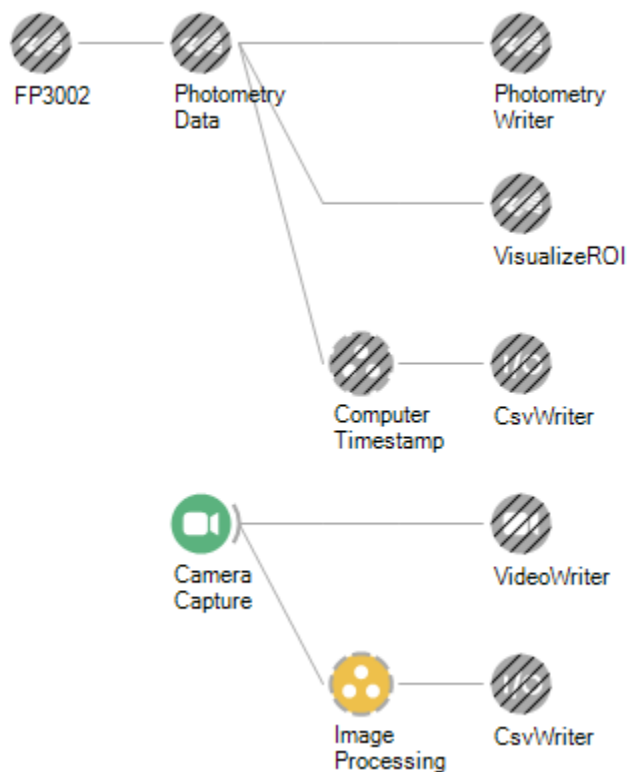 FP3002
Photometry
Data
Photometry
Writer
VisualizeROI
Computer
Timestamp
I/O
CsvWriter
Camera
Capture
VideoWriter
Image
Processing
I/O
CsvWriter